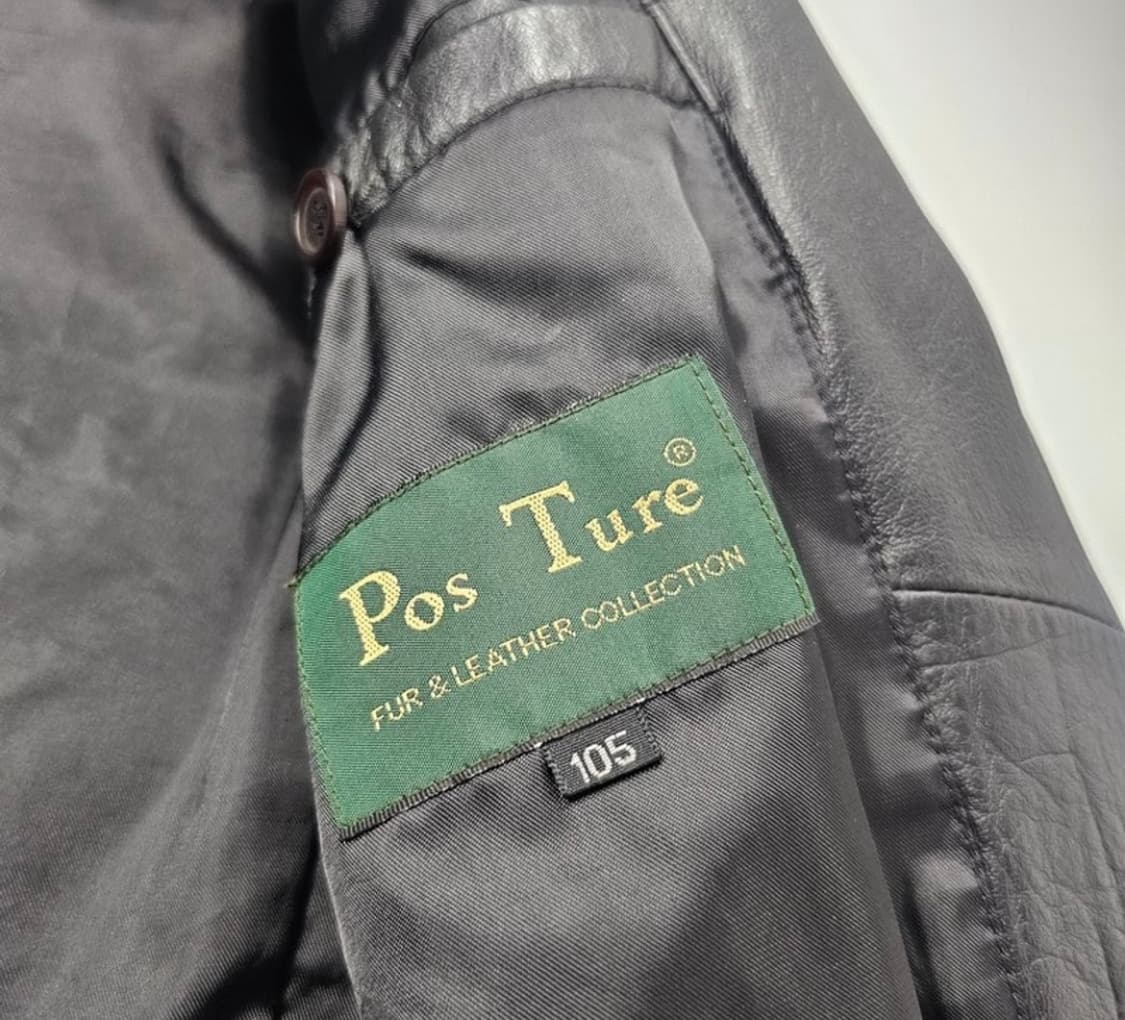 Pos Ture®
FUR & LEATHER COLLECTION
105